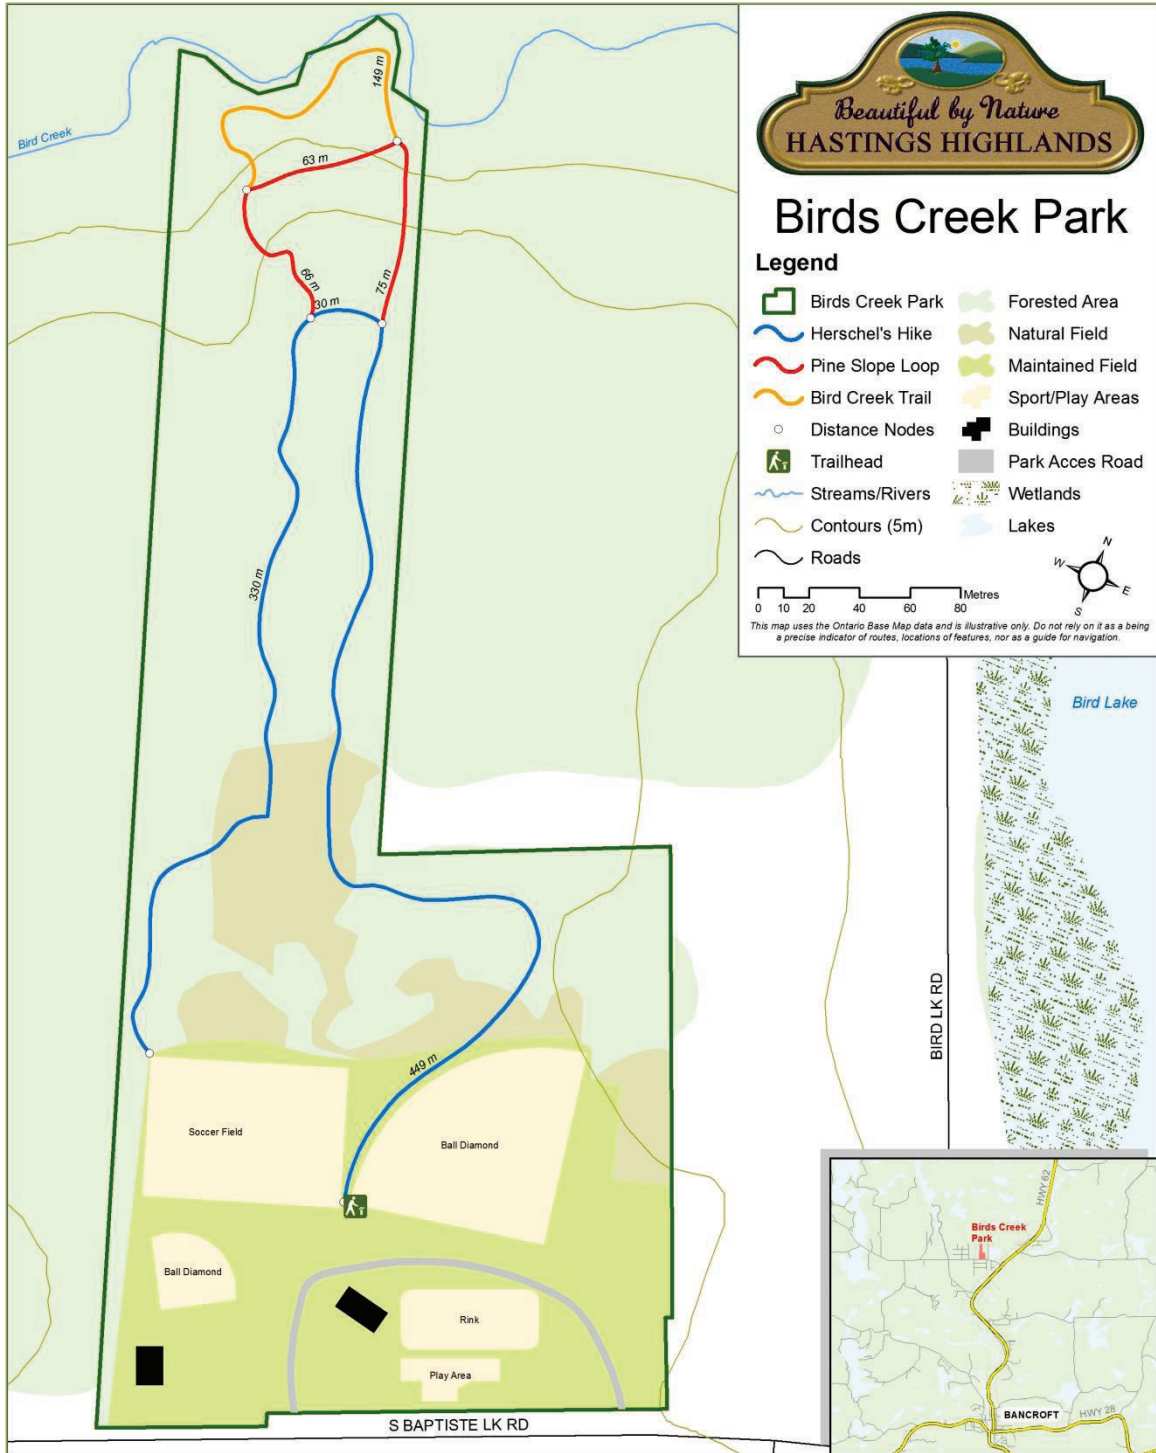 Beautiful by Nature
HASTINGS HIGHLANDS
Birds Creek Park
Legend
Birds Creek Park
Herschel's Hike
Pine Slope Loop
Bird Creek Trail
Distance Nodes
Trailhead
Streams/Rivers
Contours (5m)
Roads
Forested Area
Natural Field
Maintained Field
Sport/Play Areas
Buildings
Park Acces Road
Wetlands
Lakes
N
W
E
S
0 10 20 40 60 80 Metres
This map uses the Ontario Base Map data and is illustrative only. Do not rely on it as a being
a precise indicator of routes, locations of features, nor as a guide for navigation.
Bird Creek
149 m
63 m
66 m
75 m
30 m
330 m
449 m
Bird Lake
BIRD LK RD
Soccer Field
Ball Diamond
Ball Diamond
Rink
Play Area
S BAPTISTE LK RD
HWY 62
Birds Creek
Park
BANCROFT
HWY 28